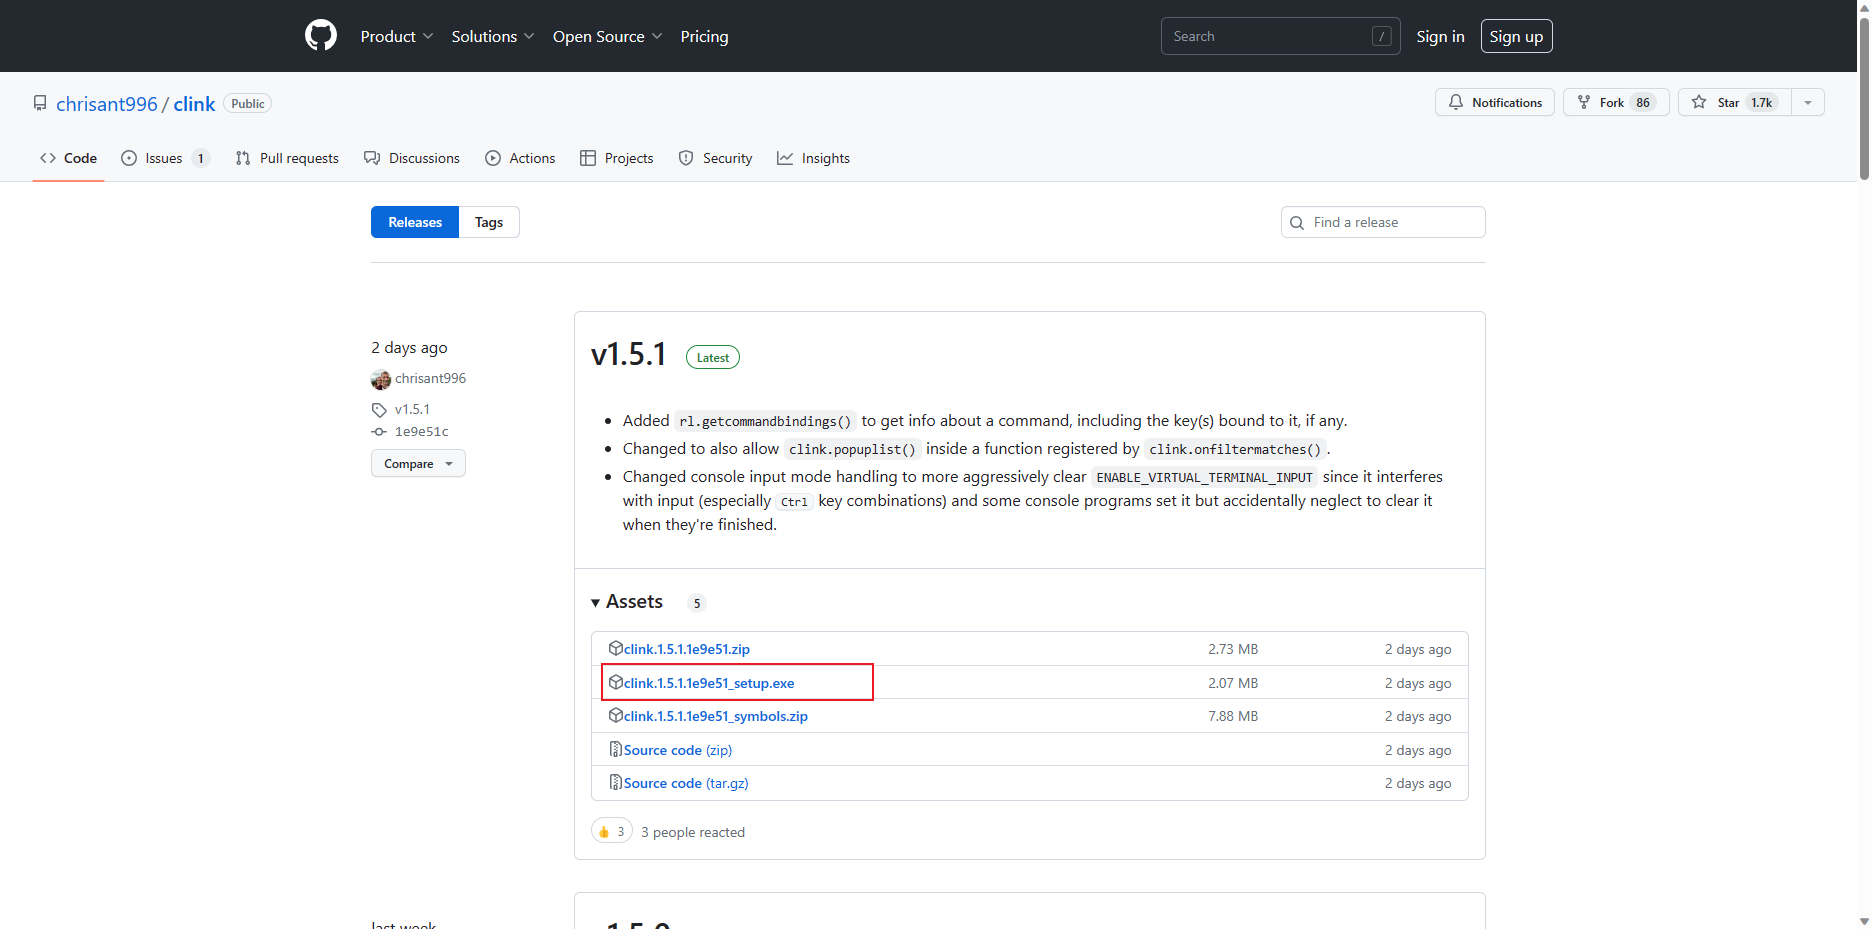 Product Solutions Open Source Pricing Search / Sign in Sign up
chrisant996 / clink Public Notifications Fork 86 Star 1.7k
Code Issues 1 Pull requests Discussions Actions Projects Security Insights
Releases Tags Find a release
2 days ago
chrisant996
v1.5.1
1e9e51c
Compare
v1.5.1 Latest
Added rl.getcommandbindings() to get info about a command, including the key(s) bound to it, if any.
Changed to also allow clink.popuplist() inside a function registered by clink.onfiltermatches() .
Changed console input mode handling to more aggressively clear ENABLE_VIRTUAL_TERMINAL_INPUT since it interferes
with input (especially Ctrl key combinations) and some console programs set it but accidentally neglect to clear it
when they're finished.
Assets 5
clink.1.5.1.1e9e51.zip 2.73 MB 2 days ago
clink.1.5.1.1e9e51_setup.exe 2.07 MB 2 days ago
clink.1.5.1.1e9e51_symbols.zip 7.88 MB 2 days ago
Source code (zip) 2 days ago
Source code (tar.gz) 2 days ago
3 3 people reacted
last week